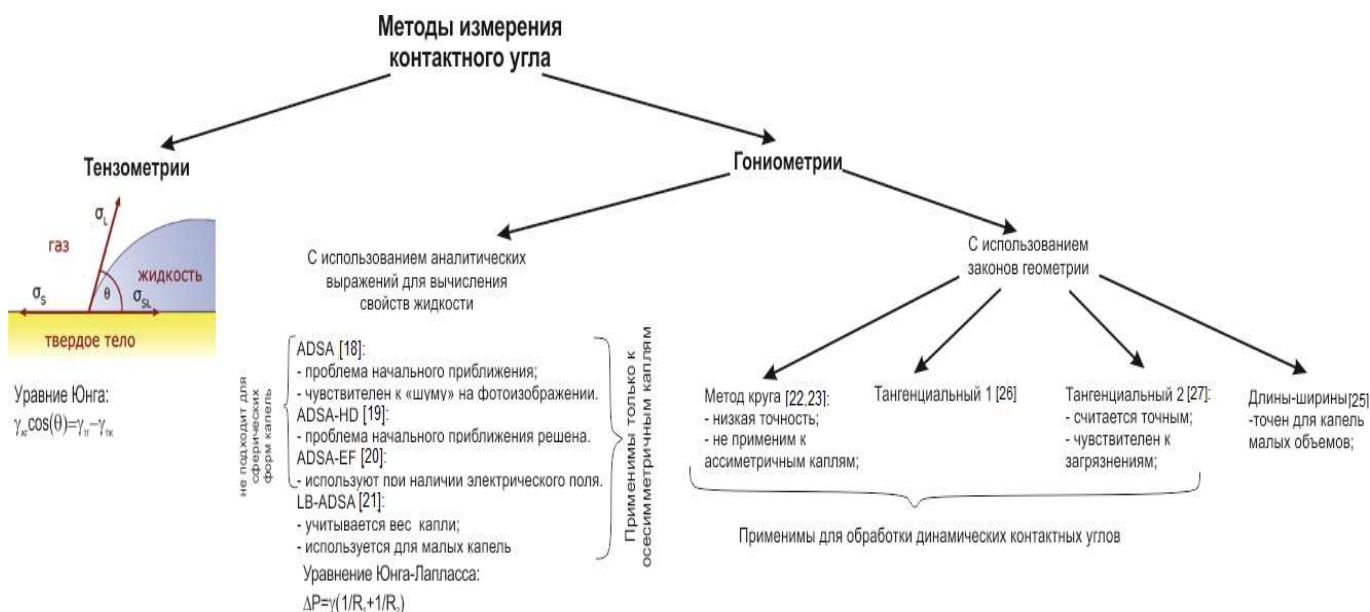 Методы измерения
контактного угла
Тензометрии
σL
газ
жидкость
σS
θ
σSL
твердое тело
Уравние Юнга:
γжгcos(θ)=γтг–γтж
Гониометрии
С использованием аналитических
выражений для вычисления
свойств жидкости
не подходит для
сферических
форм капель
ADSA [18]:
- проблема начального приближения;
- чувствителен к «шуму» на фотоизображении.
ADSA-HD [19]:
- проблема начального приближения решена.
ADSA-EF [20]:
- используют при наличии электрического поля.
LB-ADSA [21]:
- учитывается вес капли;
- используется для малых капель
Уравнение Юнга-Лапласса:
ΔP=γ(1/R1+1/R2)
Применимы только к
осесимметричным каплям
С использованием
законов геометрии
Метод круга [22,23]:
- низкая точность;
- не применим к
ассиметричным каплям;
Тангенциальный 1 [26]
Тангенциальный 2 [27]:
- считается точным;
- чувствителен к
загрязнениям;
Длины-ширины[25]
-точен для капель
малых объемов;
Применимы для обработки динамических контактных углов